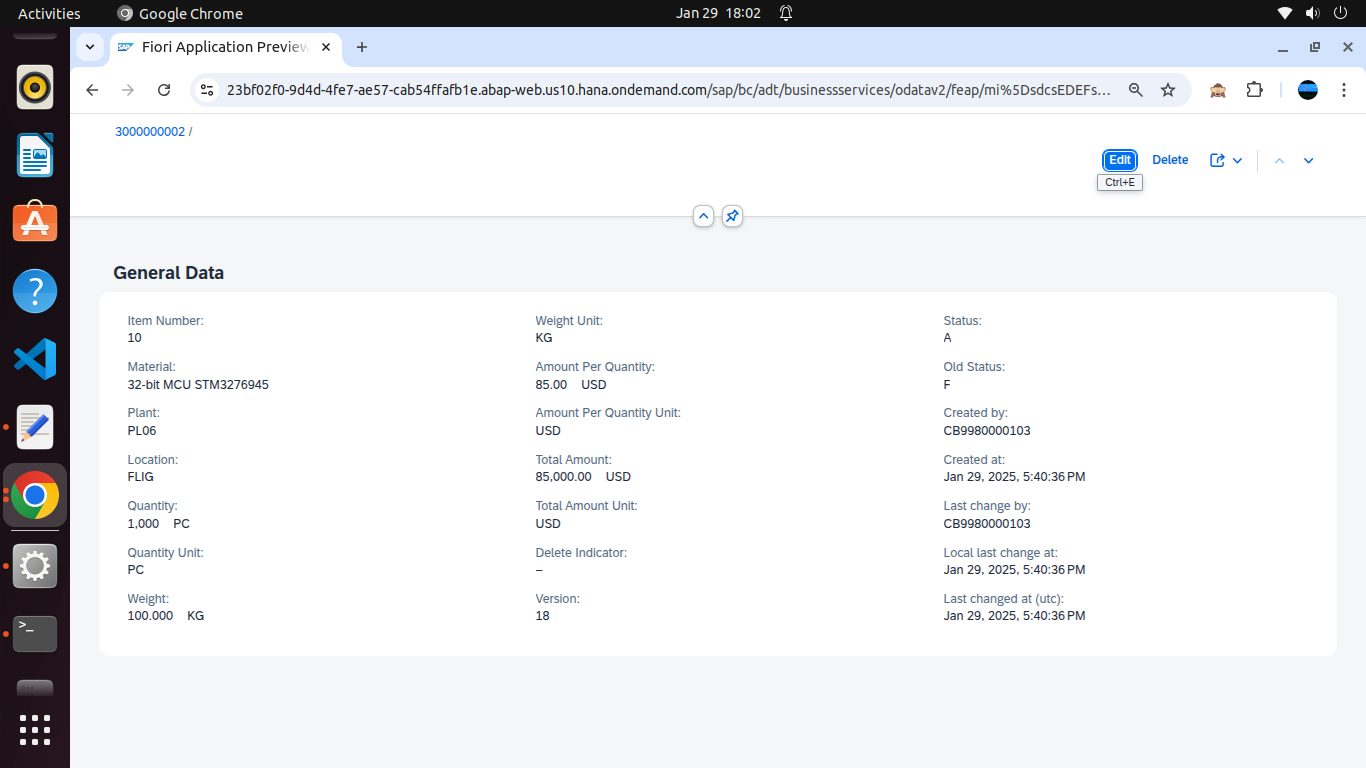 Activities
Google Chrome
Jan 29 18:02
Fiori Application Preview
23bf02f0-9d4d-4fe7-ae57-cab54ffafb1e.abap-web.us10.hana.ondemand.com/sap/bc/adt/businessservices/odatav2/feap/mi%5DsdcsEDEFs...
3000000002 /
Edit
Delete
Ctrl+E
General Data
Item Number:
10
Material:
32-bit MCU STM3276945
Plant:
PL06
Location:
FLIG
Quantity:
1,000 PC
Quantity Unit:
PC
Weight:
100.000 KG
Weight Unit:
KG
Amount Per Quantity:
85.00 USD
Amount Per Quantity Unit:
USD
Total Amount:
85,000.00 USD
Total Amount Unit:
USD
Delete Indicator:
–
Version:
18
Status:
A
Old Status:
F
Created by:
CB9980000103
Created at:
Jan 29, 2025, 5:40:36 PM
Last change by:
CB9980000103
Local last change at:
Jan 29, 2025, 5:40:36 PM
Last changed at (utc):
Jan 29, 2025, 5:40:36 PM